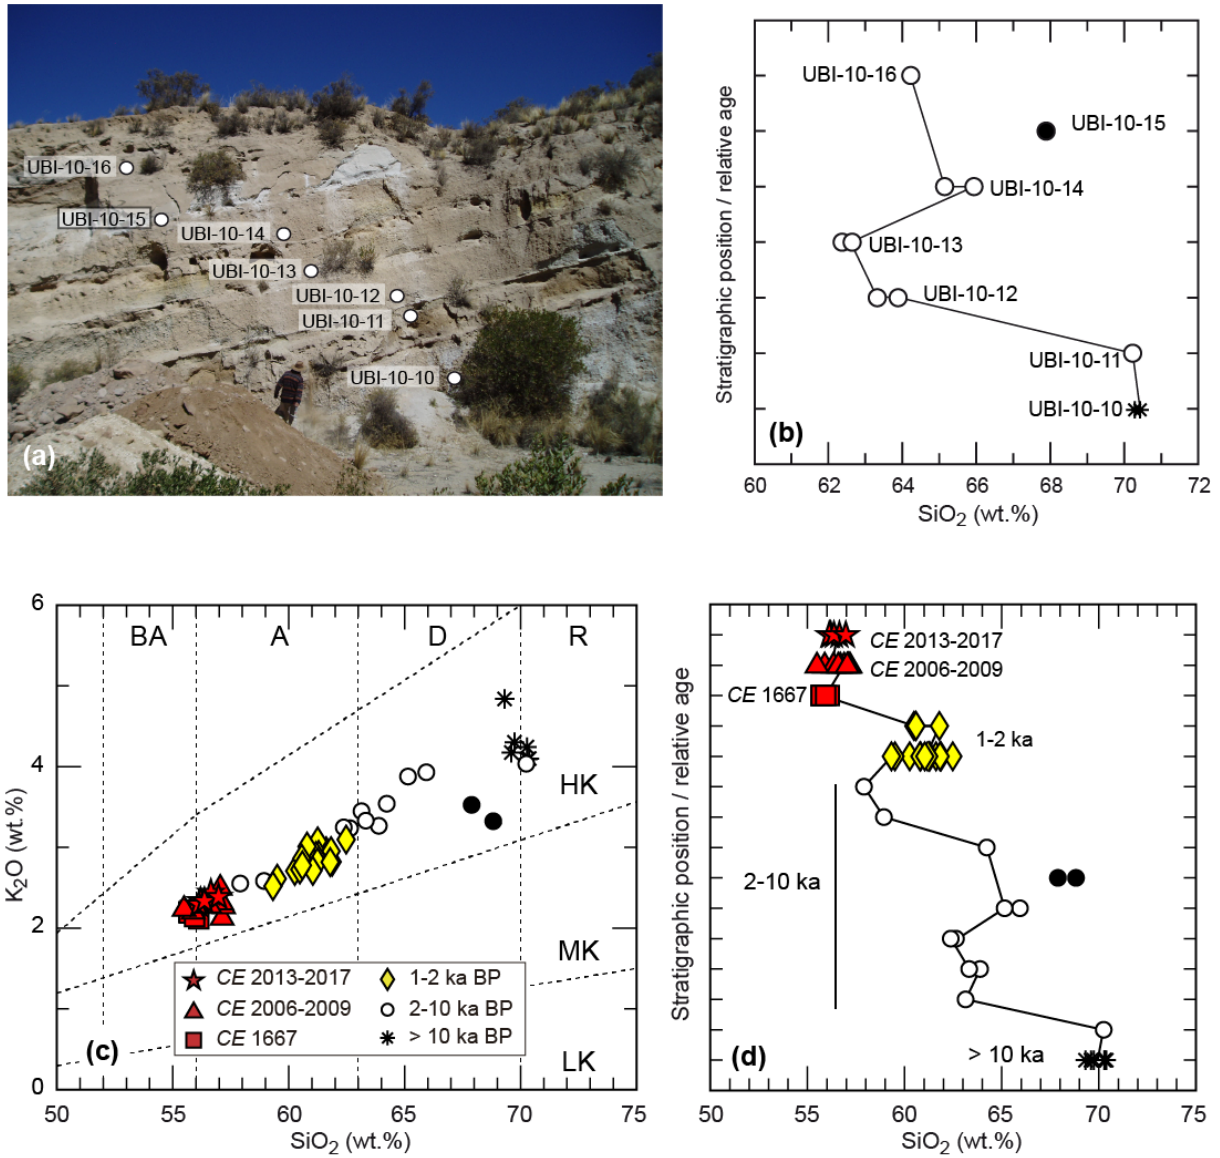 UBI-10-16
UBI-10-15
UBI-10-14
UBI-10-13
UBI-10-12
UBI-10-11
UBI-10-10
(a)
Stratigraphic position / relative age
UBI-10-16
UBI-10-15
UBI-10-14
UBI-10-13
UBI-10-12
UBI-10-11
UBI-10-10
(b)
60 62 64 66 68 70 72
SiO2 (wt.%)
K2O (wt.%)
6
4
2
0
BA A D R
HK
MK
LK
CE 2013-2017 1-2 ka BP
CE 2006-2009 2-10 ka BP
CE 1667 > 10 ka BP
(c)
50 55 60 65 70 75
SiO2 (wt.%)
Stratigraphic position / relative age
CE 2013-2017
CE 2006-2009
CE 1667
1-2 ka
2-10 ka
> 10 ka
(d)
50 55 60 65 70 75
SiO2 (wt.%)